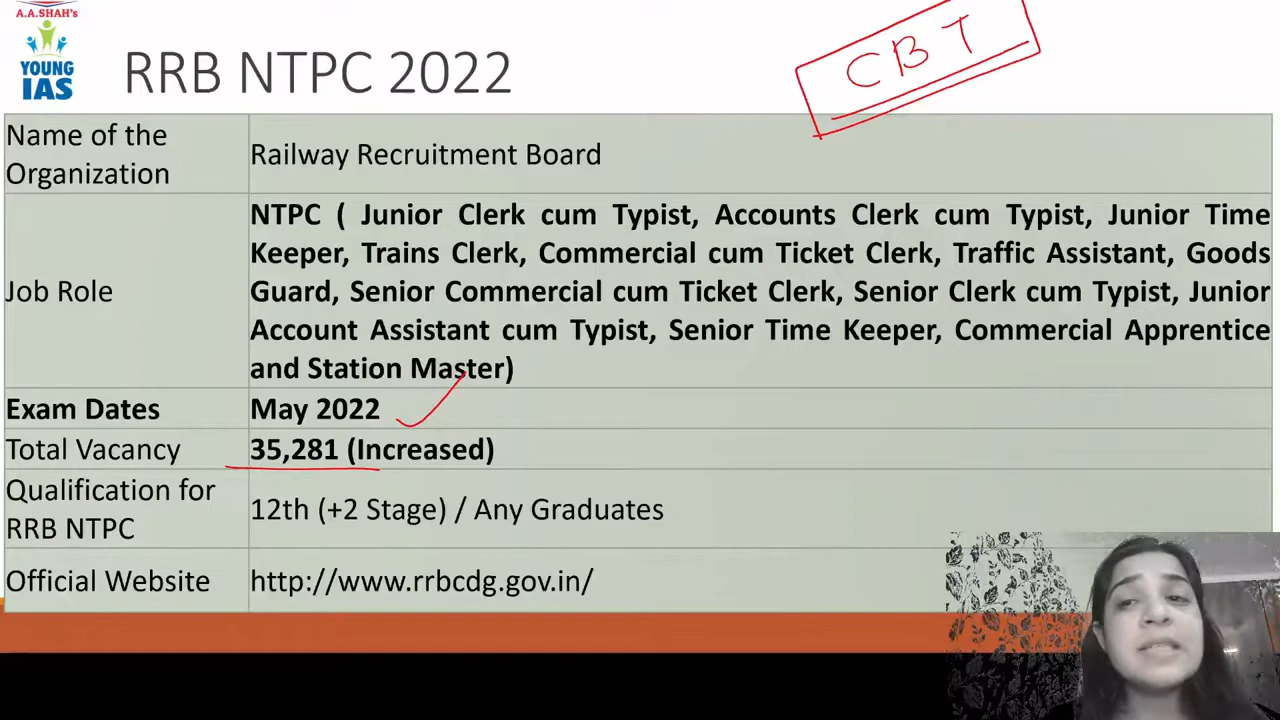 A.A.SHAH's
YOUNG
IAS
RRB NTPC 2022
CBT
Name of the
Organization
Railway Recruitment Board
Job Role
NTPC ( Junior Clerk cum Typist, Accounts Clerk cum Typist, Junior Time
Keeper, Trains Clerk, Commercial cum Ticket Clerk, Traffic Assistant, Goods
Guard, Senior Commercial cum Ticket Clerk, Senior Clerk cum Typist, Junior
Account Assistant cum Typist, Senior Time Keeper, Commercial Apprentice
and Station Master)
Exam Dates
May 2022
Total Vacancy
35,281 (Increased)
Qualification for
RRB NTPC
12th (+2 Stage) / Any Graduates
Official Website
http://www.rrbcdg.gov.in/